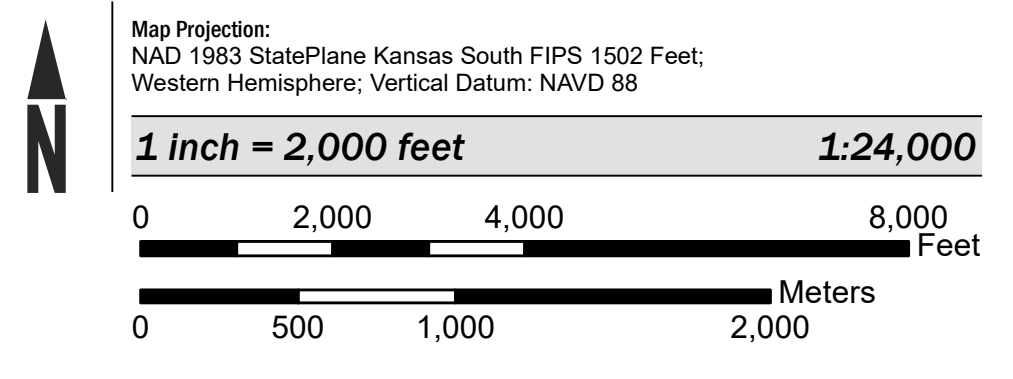 Map Projection:
NAD 1983 StatePlane Kansas South FIPS 1502 Feet;
Western Hemisphere; Vertical Datum: NAVD 88
N
1 inch = 2,000 feet 1:24,000
0 2,000 4,000 8,000
Feet
Meters
0 500 1,000 2,000